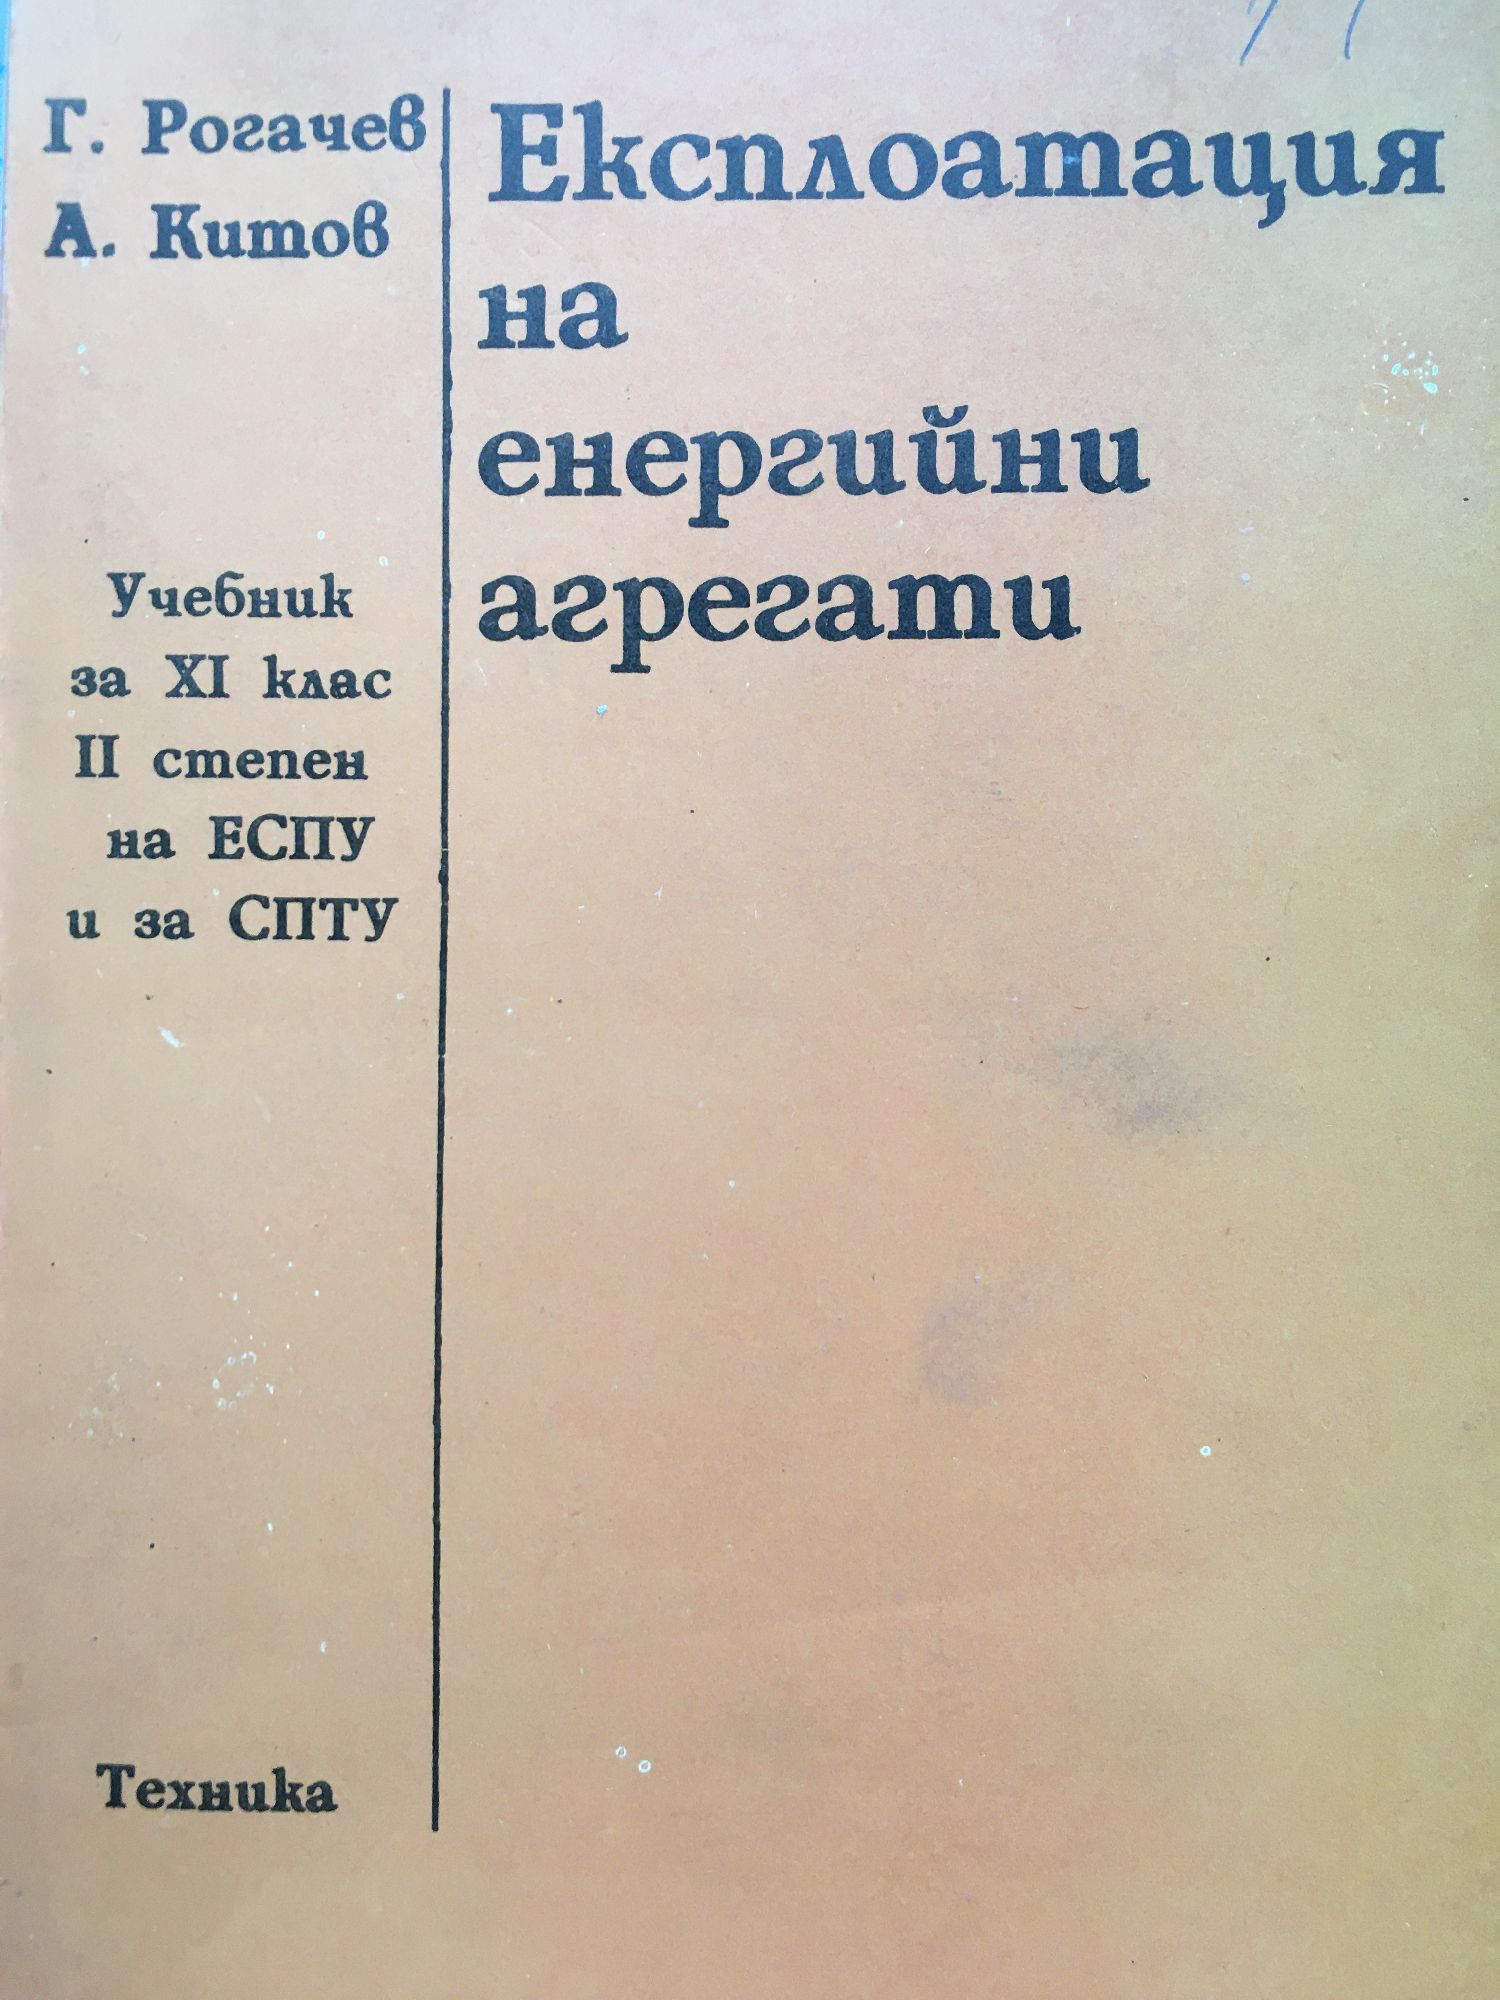 Г. Рогачев
А. Китов
Експлоатация
на
енергийни
агрегати
Учебник
за XI клас
II степен
на ЕСПУ
и за СПТУ
Техника